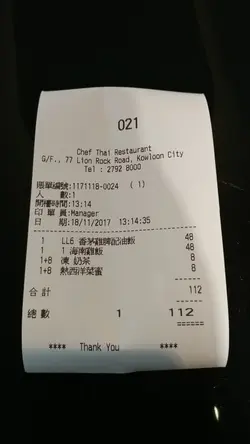 021
Chef Thai Restaurant
G/F., 77 Lion Rock Road, Kowloon City
Tel : 2792 8000
賬單編號:1171118-0024 ( 1)
人 數:1
開檯時間:13:14
印 單 員:Manager
日 期:18/11/2017 13:14:35
1 LL6 香茅雞髀配油飯 48
1 1 海南雞飯 48
1+8 凍 奶茶 8
1+8 熱西洋菜蜜 8
合計 112
總數 1 112
======
**** Thank You ****